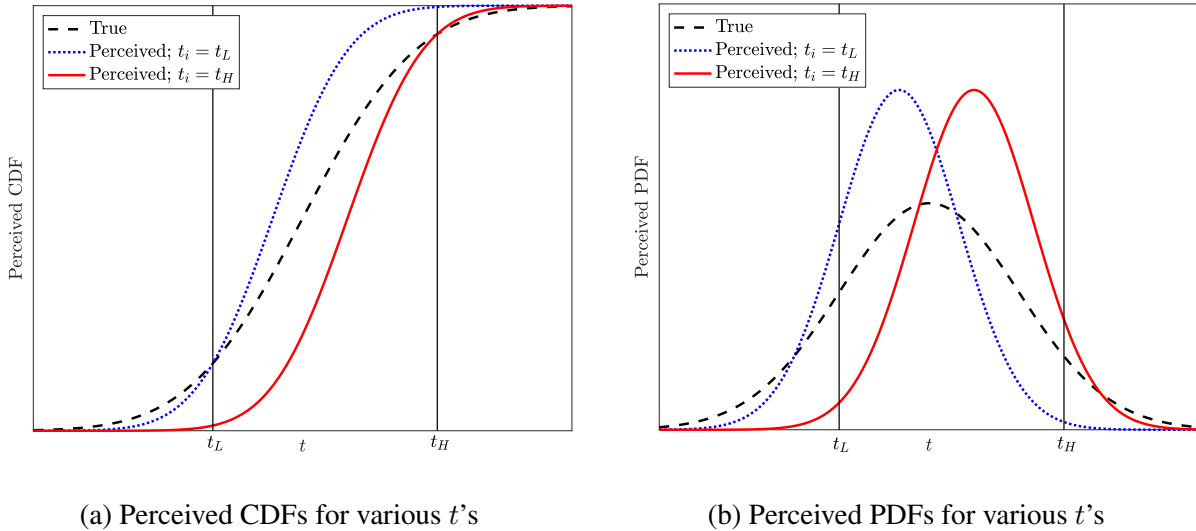 True
Perceived; $t_i = t_L$
Perceived; $t_i = t_H$
Perceived CDF
$t_L$ $t$ $t_H$
(a) Perceived CDFs for various $t$'s
True
Perceived; $t_i = t_L$
Perceived; $t_i = t_H$
Perceived PDF
$t_L$ $t$ $t_H$
(b) Perceived PDFs for various $t$'s